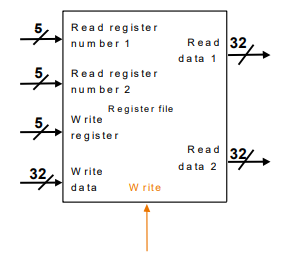 5
Read register
number 1
Read
data 1
32
5
Read register
number 2
Register file
5
Write
register
32
Write
data
Read
data 2
32
Write